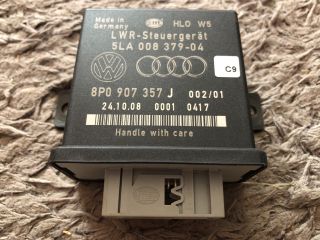 Made in Germany
HELLA HLO W5
LWR-Steuergerät
5LA 008 379-04
C9
8P0 907 357 J 002/01
24.10.08 0001 0417
Handle with care